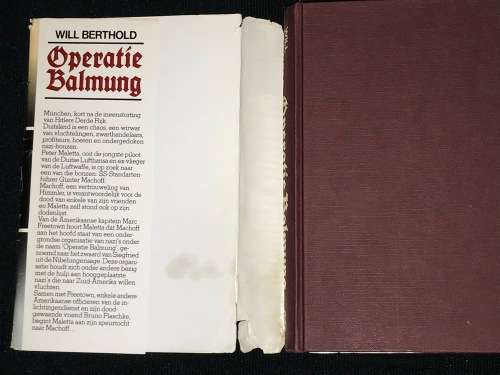 WILL BERTHOLD
Operatie
Balmung
München, kort na de ineenstorting
van Hitlers Derde Rijk.
Duitsland is een chaos, een wirwar
van vluchtelingen, zwarthandelaars,
profiteurs, hoeren en ondergedoken
nazi-bonzen.
Peter Maletta, ooit de jongste piloot
van de Duitse Lufthansa en ex-vlieger
van de Luftwaffe, is op zoek naar
een van die bonzen: SS-Standarten-
führer Günter Machoff.
Machoff, een vertrouweling van
Himmler, is verantwoordelijk voor de
dood van enkele van zijn vrienden
en Maletta zelf stond ook op zijn
dodenlijst.
Van de Amerikaanse kapitein Marc
Freetown hoort Maletta dat Machoff
aan het hoofd staat van een onder-
grondse organisatie van nazi's onder
de naam 'Operatie Balmung', ge-
noemd naar het zwaard van Siegfried
uit de Nibelungensage. Deze organi-
satie houdt zich onder andere bezig
met de hulp aan hooggeplaatste
nazi's die naar Zuid-Amerika willen
vluchten.
Samen met Freetown, enkele andere
Amerikaanse officieren van de in-
lichtingendienst en zijn dood
gewaande vriend Bruno Plaschke,
begint Maletta aan zijn speurtocht
naar Machoff...